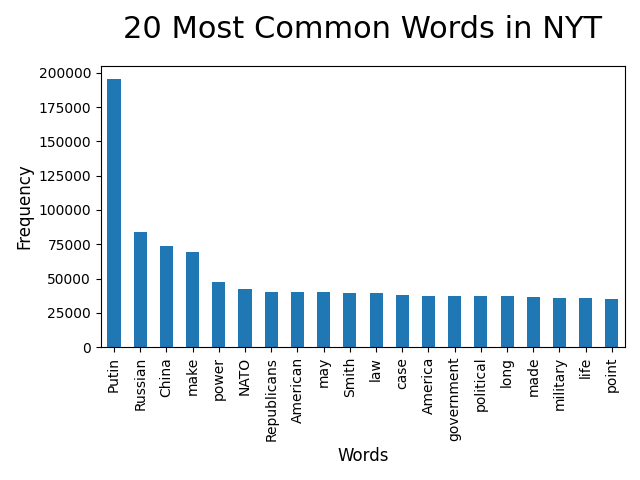 20 Most Common Words in NYT
200000
175000
150000
125000
100000
75000
50000
25000
0
Frequency
Putin
Russian
China
make
power
NATO
Republicans
American
may
Smith
law
case
America
government
political
long
made
military
life
point
Words